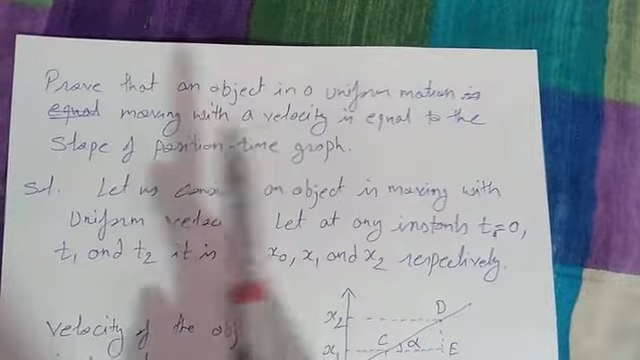 Prove that an object in a uniform motion is
equal moving with a velocity is equal to the
Slope of position-time graph.
Sol. Let us an object is moving with
Uniform Let at any instants t=0,
t₁ and t₂ it is x₀, x₁ and x₂ respectively.
Velocity of the
x₂ D
x₁ C α E